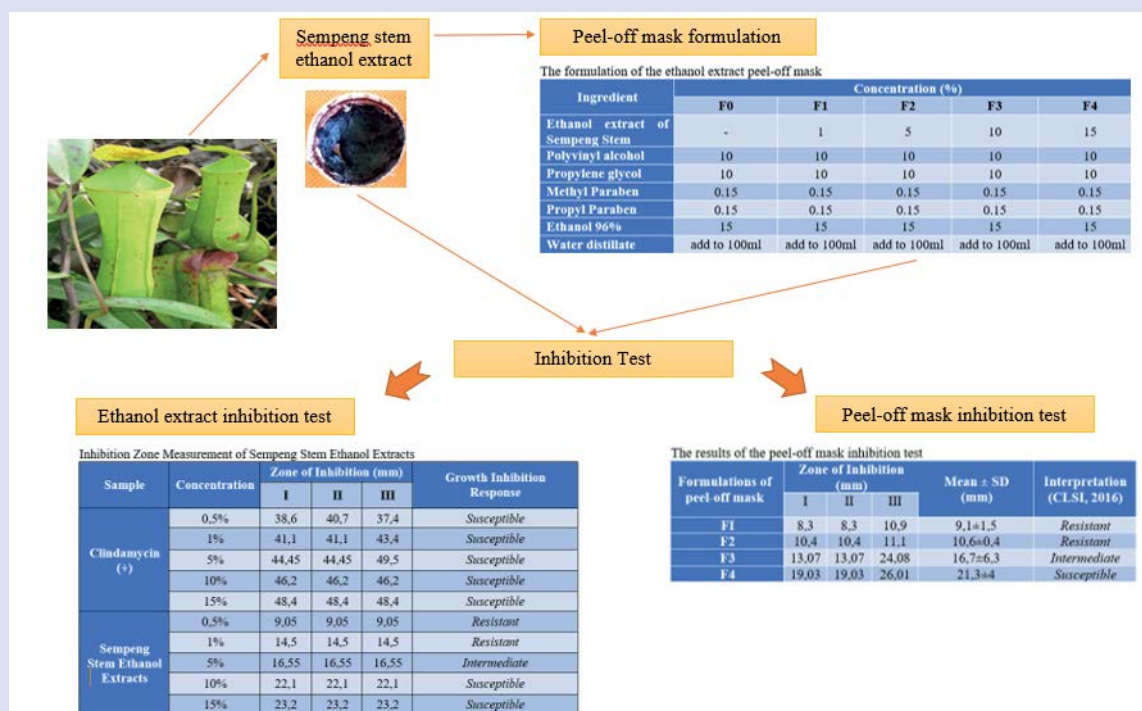 Sempeng stem
ethanol extract
Peel-off mask formulation
The formulation of the ethanol extract peel-off mask
Ingredient Concentration (%)
F0 F1 F2 F3 F4
Ethanol extract of
Sempeng Stem - 1 5 10 15
Polyvinyl alcohol 10 10 10 10 10
Propylene glycol 10 10 10 10 10
Methyl Paraben 0.15 0.15 0.15 0.15 0.15
Propyl Paraben 0.15 0.15 0.15 0.15 0.15
Ethanol 96% 15 15 15 15 15
Water distillate add to 100ml add to 100ml add to 100ml add to 100ml add to 100ml
Inhibition Test
Ethanol extract inhibition test
Inhibition Zone Measurement of Sempeng Stem Ethanol Extracts
Sample Concentration Zone of Inhibition (mm) Growth Inhibition
Response
I II III
Clindamycin
(+)
0,5% 38,6 40,7 37,4 Susceptible
1% 41,1 41,1 43,4 Susceptible
5% 44,45 44,45 49,5 Susceptible
10% 46,2 46,2 46,2 Susceptible
15% 48,4 48,4 48,4 Susceptible
Sempeng
Stem Ethanol
Extracts
0,5% 9,05 9,05 9,05 Resistant
1% 14,5 14,5 14,5 Resistant
5% 16,55 16,55 16,55 Intermediate
10% 22,1 22,1 22,1 Susceptible
15% 23,2 23,2 23,2 Susceptible
Peel-off mask inhibition test
The results of the peel-off mask inhibition test
Formulations of
peel-off mask
Zone of Inhibition
(mm)
Mean ± SD
(mm)
Interpretation
(CLSI, 2016)
I II III
F1 8,3 8,3 10,9 9,1±1,5 Resistant
F2 10,4 10,4 11,1 10,6±0,4 Resistant
F3 13,07 13,07 24,08 16,7±6,3 Intermediate
F4 19,03 19,03 26,01 21,3±4 Susceptible